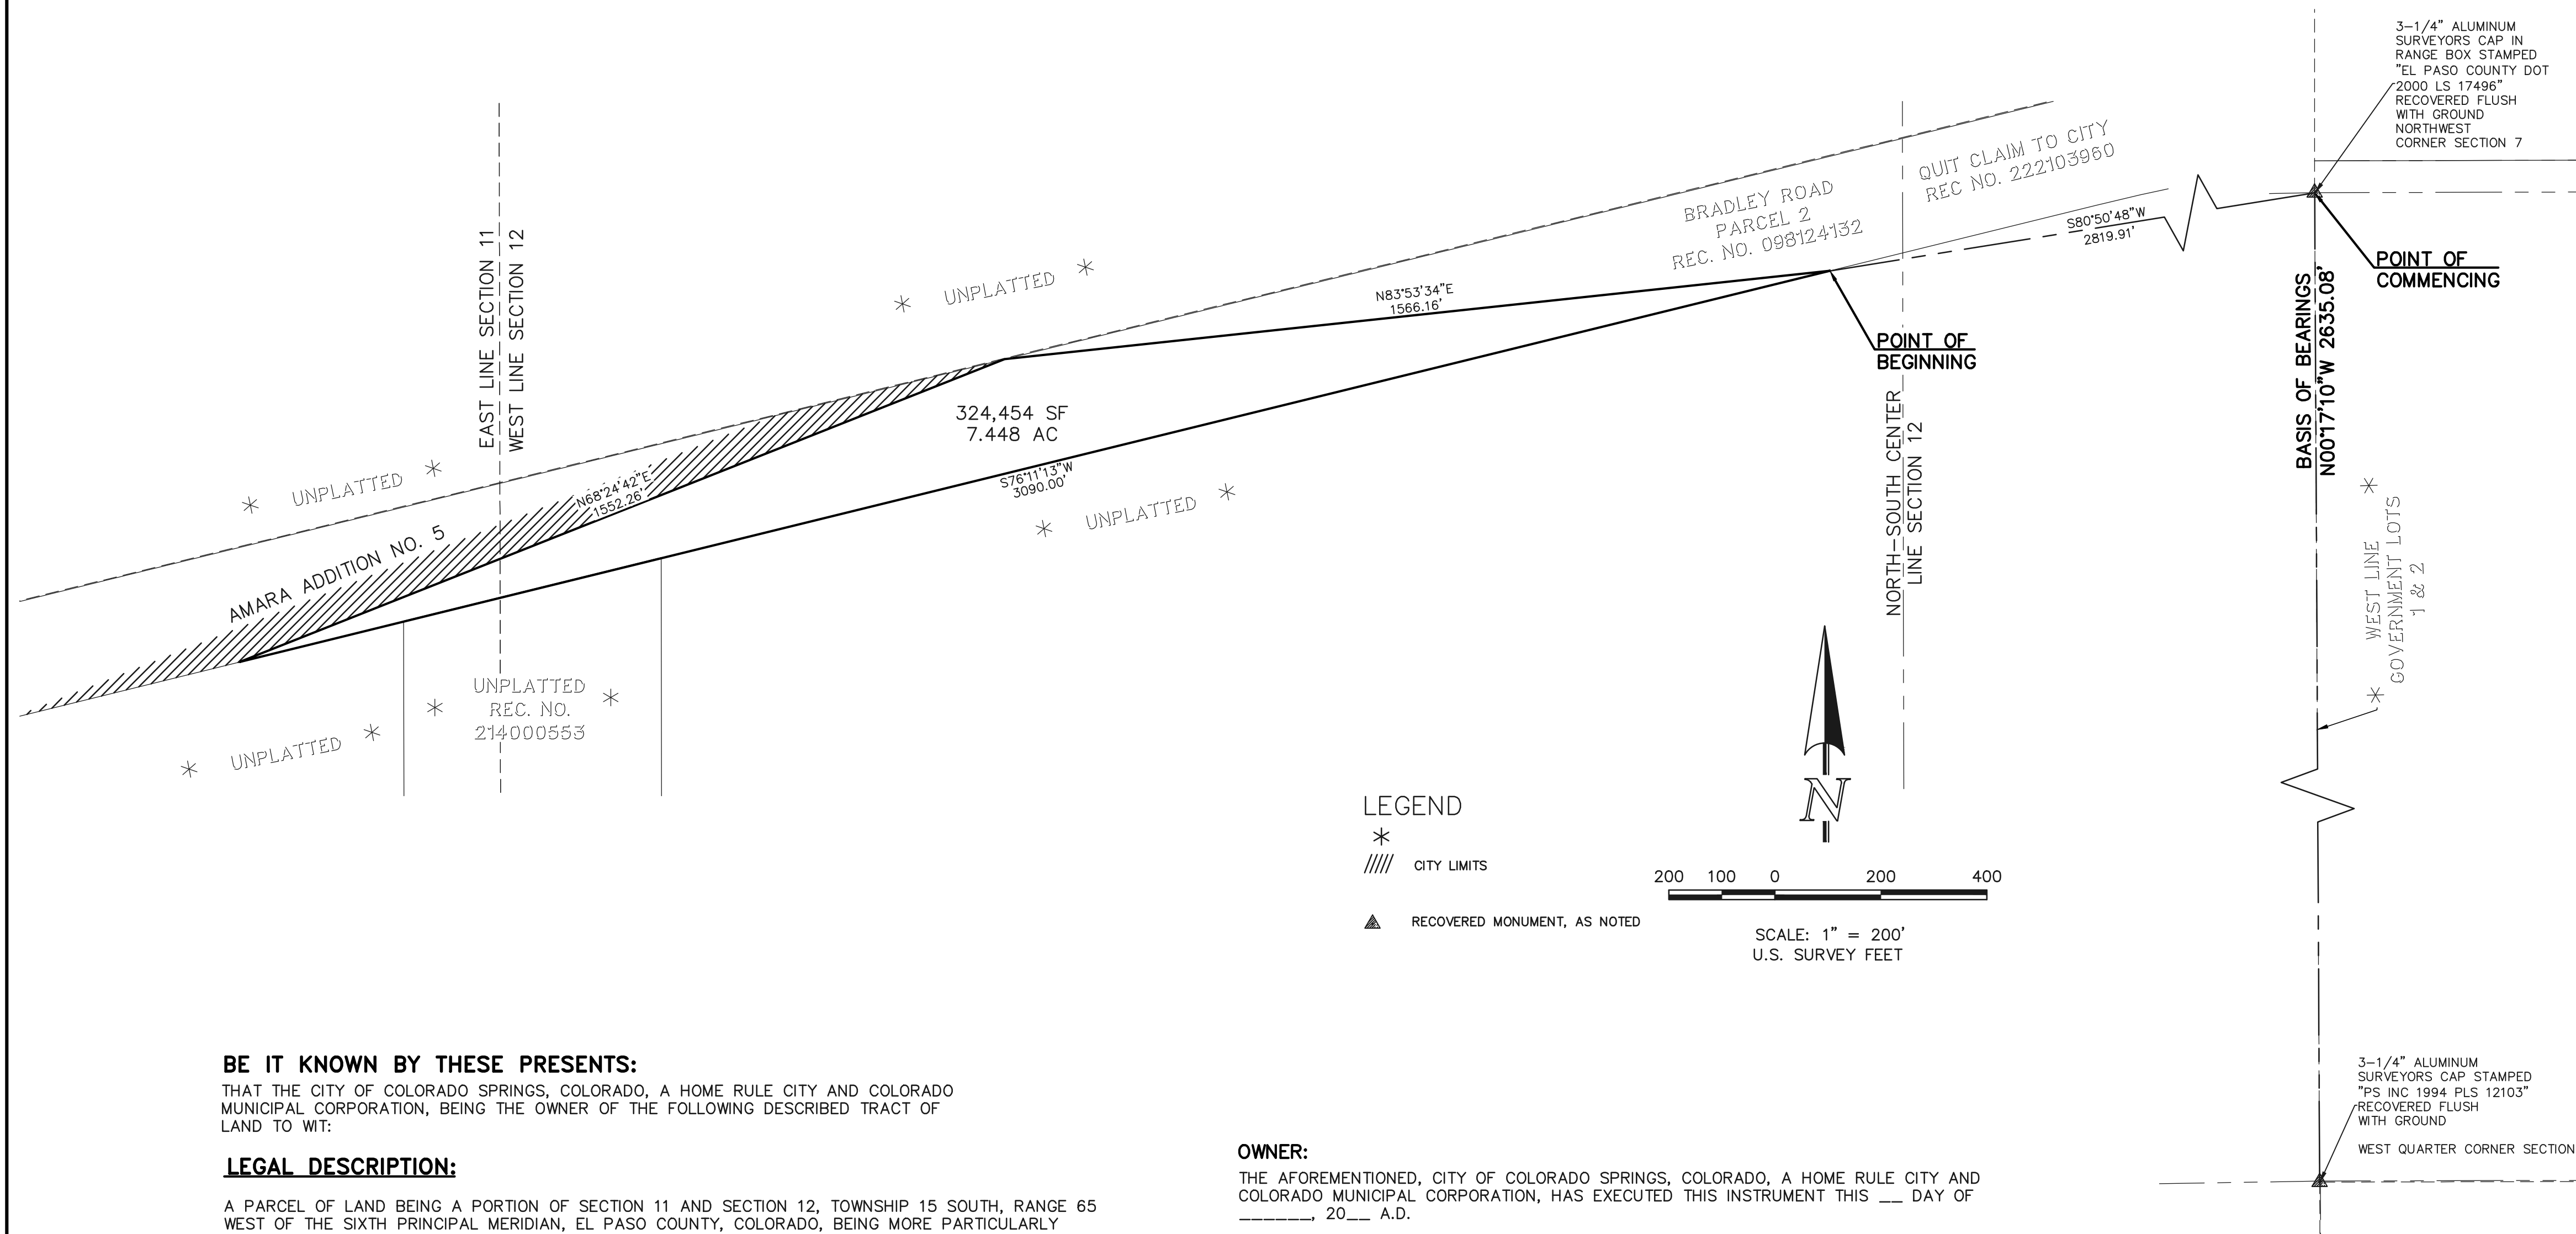 3-1/4" ALUMINUM
SURVEYORS CAP IN
RANGE BOX STAMPED
"EL PASO COUNTY DOT
2000 LS 17496"
RECOVERED FLUSH
WITH GROUND
NORTHWEST
CORNER SECTION 7
POINT OF
COMMENCING
BASIS OF BEARINGS
N00°17'10"W 2635.08'
S80°50'48"W
2819.91'
QUIT CLAIM TO CITY
REC NO. 222103960
BRADLEY ROAD
PARCEL 2
REC. NO. 098124132
* UNPLATTED *
N83°53'34"E
1566.16'
POINT OF
BEGINNING
EAST LINE SECTION 11
WEST LINE SECTION 12
324,454 SF
7.448 AC
NORTH-SOUTH CENTER
LINE SECTION 12
* UNPLATTED *
N68°24'42"E
1552.26'
S76°11'13"W
3090.00'
* UNPLATTED *
AMARA ADDITION NO. 5
* WEST LINE
GOVERNMENT LOTS
1 & 2 *
* UNPLATTED *
REC. NO.
214000553
* UNPLATTED *
N
LEGEND
*
CITY LIMITS
RECOVERED MONUMENT, AS NOTED
200 100 0 200 400
SCALE: 1" = 200'
U.S. SURVEY FEET
BE IT KNOWN BY THESE PRESENTS:
THAT THE CITY OF COLORADO SPRINGS, COLORADO, A HOME RULE CITY AND COLORADO
MUNICIPAL CORPORATION, BEING THE OWNER OF THE FOLLOWING DESCRIBED TRACT OF
LAND TO WIT:
LEGAL DESCRIPTION:
A PARCEL OF LAND BEING A PORTION OF SECTION 11 AND SECTION 12, TOWNSHIP 15 SOUTH, RANGE 65
WEST OF THE SIXTH PRINCIPAL MERIDIAN, EL PASO COUNTY, COLORADO, BEING MORE PARTICULARLY
OWNER:
THE AFOREMENTIONED, CITY OF COLORADO SPRINGS, COLORADO, A HOME RULE CITY AND
COLORADO MUNICIPAL CORPORATION, HAS EXECUTED THIS INSTRUMENT THIS __ DAY OF
______, 20__ A.D.
3-1/4" ALUMINUM
SURVEYORS CAP STAMPED
"PS INC 1994 PLS 12103"
RECOVERED FLUSH
WITH GROUND
WEST QUARTER CORNER SECTION